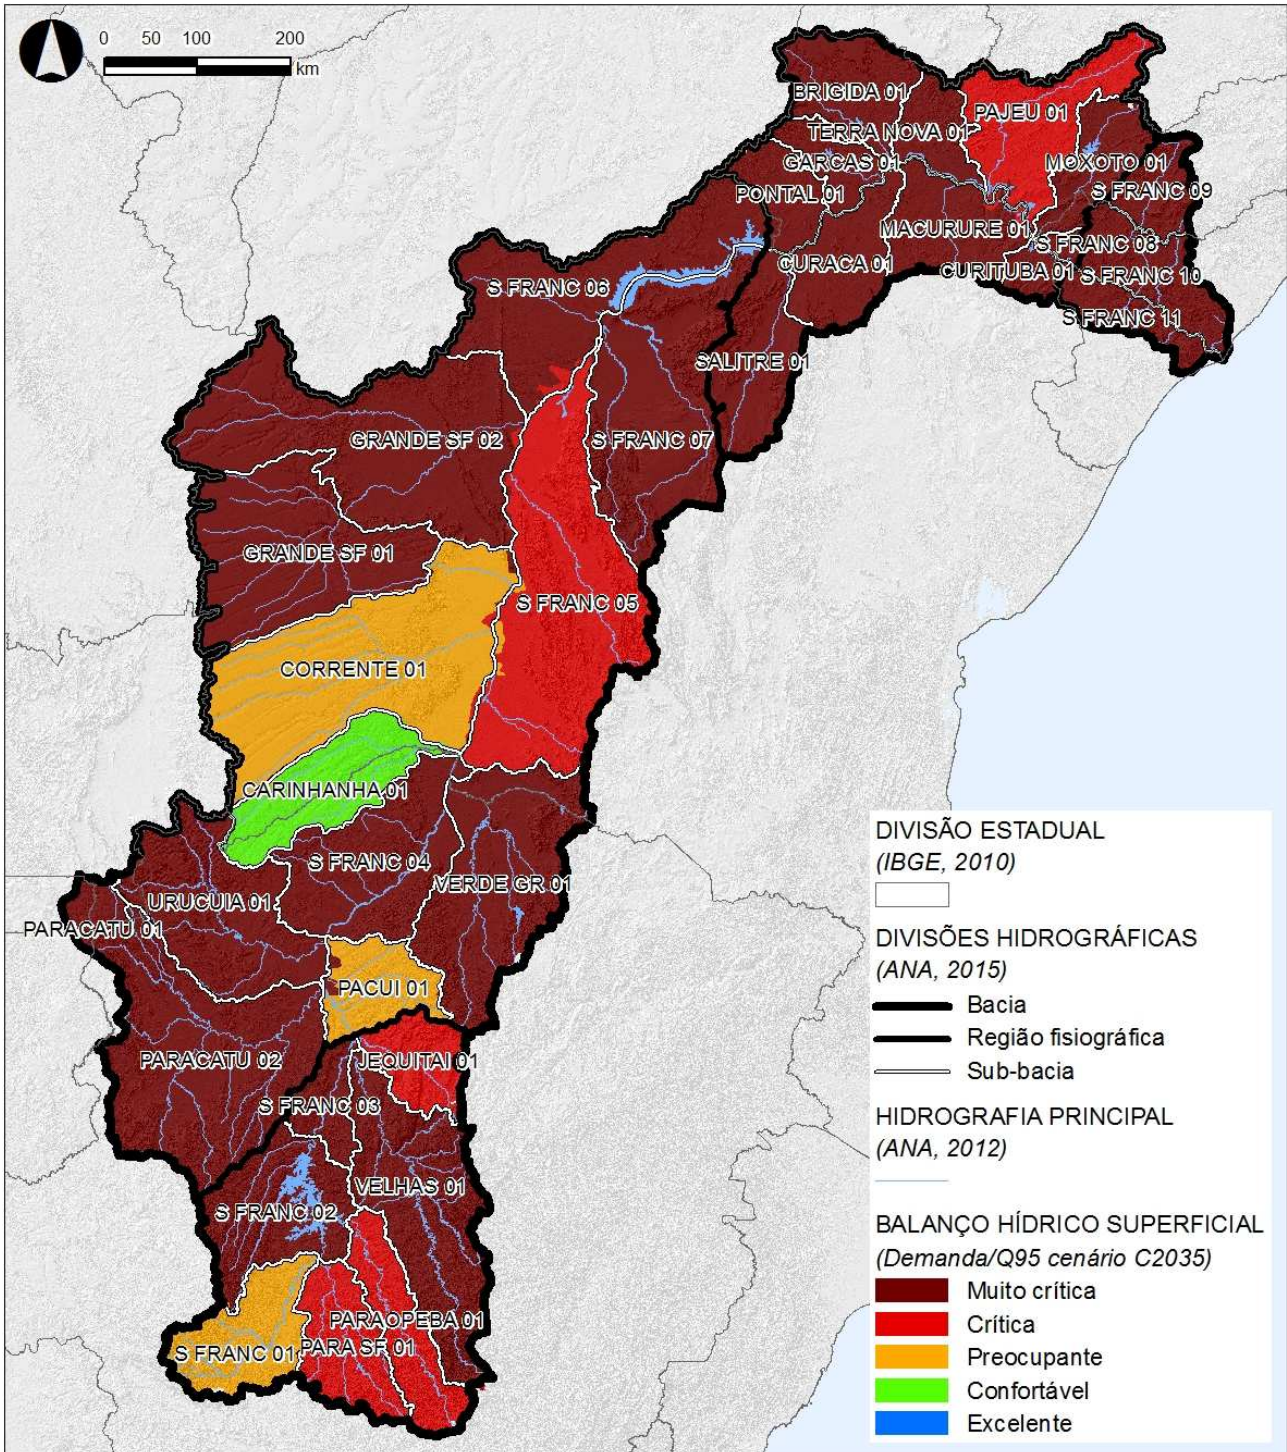 0 50 100 200
km
BRIGIDA 01
PAJEU 01
TERRA NOVA 01
GARCAS 01
MOXOTO 01
PONTAL 01
S FRANC 09
MACURURE 01
S FRANC 08
CURACA 01
CURITUBA 01
S FRANC 10
S FRANC 06
S FRANC 11
SALITRE 01
GRANDE SF 02
S FRANC 07
GRANDE SF 01
S FRANC 05
CORRENTE 01
CARINHANHA 01
S FRANC 04
VERDE GR 01
URUCUIA 01
PARACATU 01
PACUI 01
PARACATU 02
JEQUITAI 01
S FRANC 03
VELHAS 01
S FRANC 02
PARAOPEBA 01
PARA SF 01
S FRANC 01
DIVISÃO ESTADUAL
(IBGE, 2010)
DIVISÕES HIDROGRÁFICAS
(ANA, 2015)
Bacia
Região fisiográfica
Sub-bacia
HIDROGRAFIA PRINCIPAL
(ANA, 2012)
BALANÇO HÍDRICO SUPERFICIAL
(Demanda/Q95 cenário C2035)
Muito crítica
Crítica
Preocupante
Confortável
Excelente